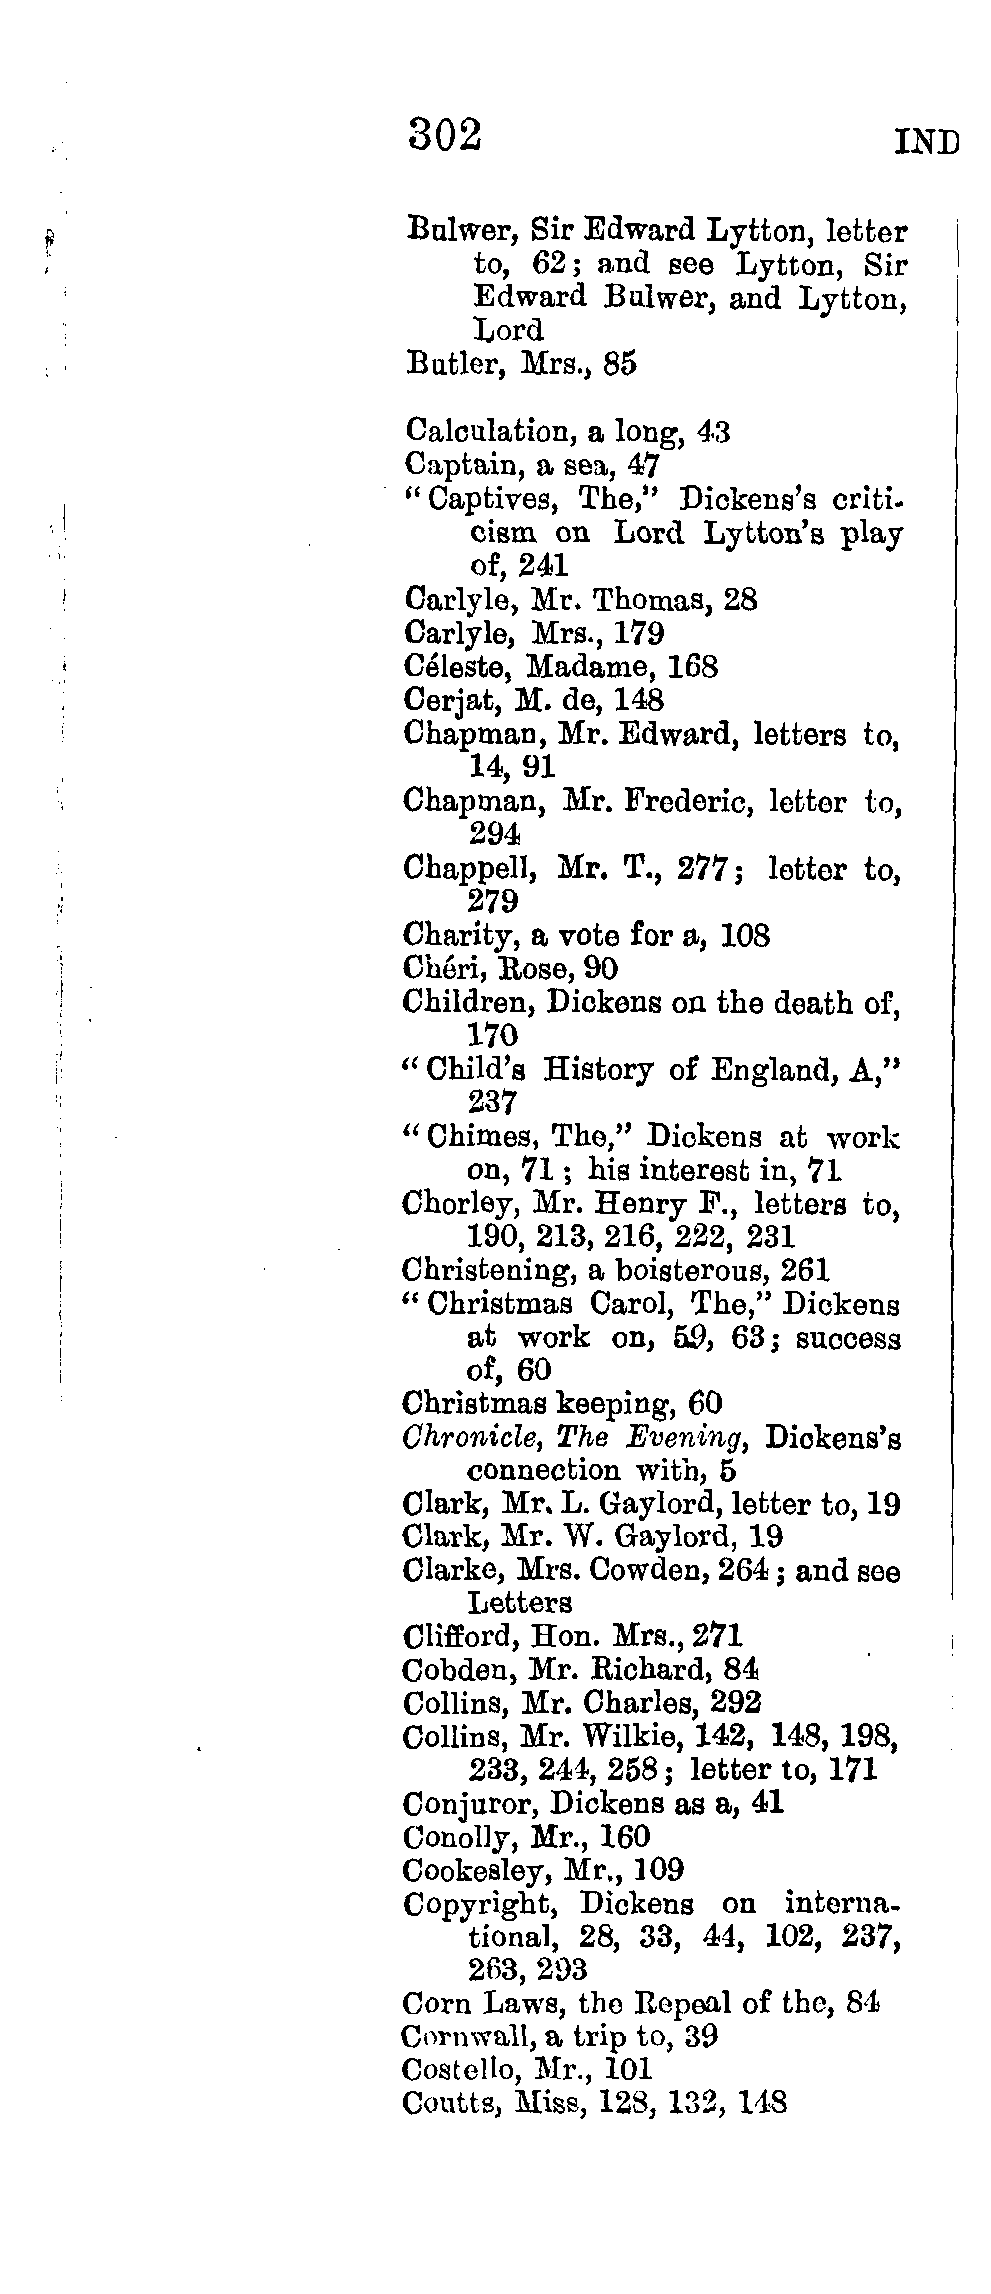 302 IND
Bulwer, Sir Edward Lytton, letter
to, 62; and see Lytton, Sir
Edward Bulwer, and Lytton,
Lord
Butler, Mrs., 85
Calculation, a long, 43
Captain, a sea, 47
“Captives, The,” Dickens’s criti-
cism on Lord Lytton’s play
of, 241
Carlyle, Mr. Thomas, 28
Carlyle, Mrs., 179
Céleste, Madame, 168
Cerjat, M. de, 148
Chapman, Mr. Edward, letters to,
14, 91
Chapman, Mr. Frederic, letter to,
294
Chappell, Mr. T., 277; letter to,
279
Charity, a vote for a, 108
Chéri, Rose, 90
Children, Dickens on the death of,
170
“Child’s History of England, A,”
237
“Chimes, The,” Dickens at work
on, 71; his interest in, 71
Chorley, Mr. Henry F., letters to,
190, 213, 216, 222, 231
Christening, a boisterous, 261
“Christmas Carol, The,” Dickens
at work on, 59, 63; success
of, 60
Christmas keeping, 60
Chronicle, The Evening, Dickens’s
connection with, 5
Clark, Mr. L. Gaylord, letter to, 19
Clark, Mr. W. Gaylord, 19
Clarke, Mrs. Cowden, 264; and see
Letters
Clifford, Hon. Mrs., 271
Cobden, Mr. Richard, 84
Collins, Mr. Charles, 292
Collins, Mr. Wilkie, 142, 148, 198,
233, 244, 258; letter to, 171
Conjuror, Dickens as a, 41
Conolly, Mr., 160
Cookesley, Mr., 109
Copyright, Dickens on interna-
tional, 28, 33, 44, 102, 237,
263, 293
Corn Laws, the Repeal of the, 84
Cornwall, a trip to, 39
Costello, Mr., 101
Coutts, Miss, 128, 132, 148